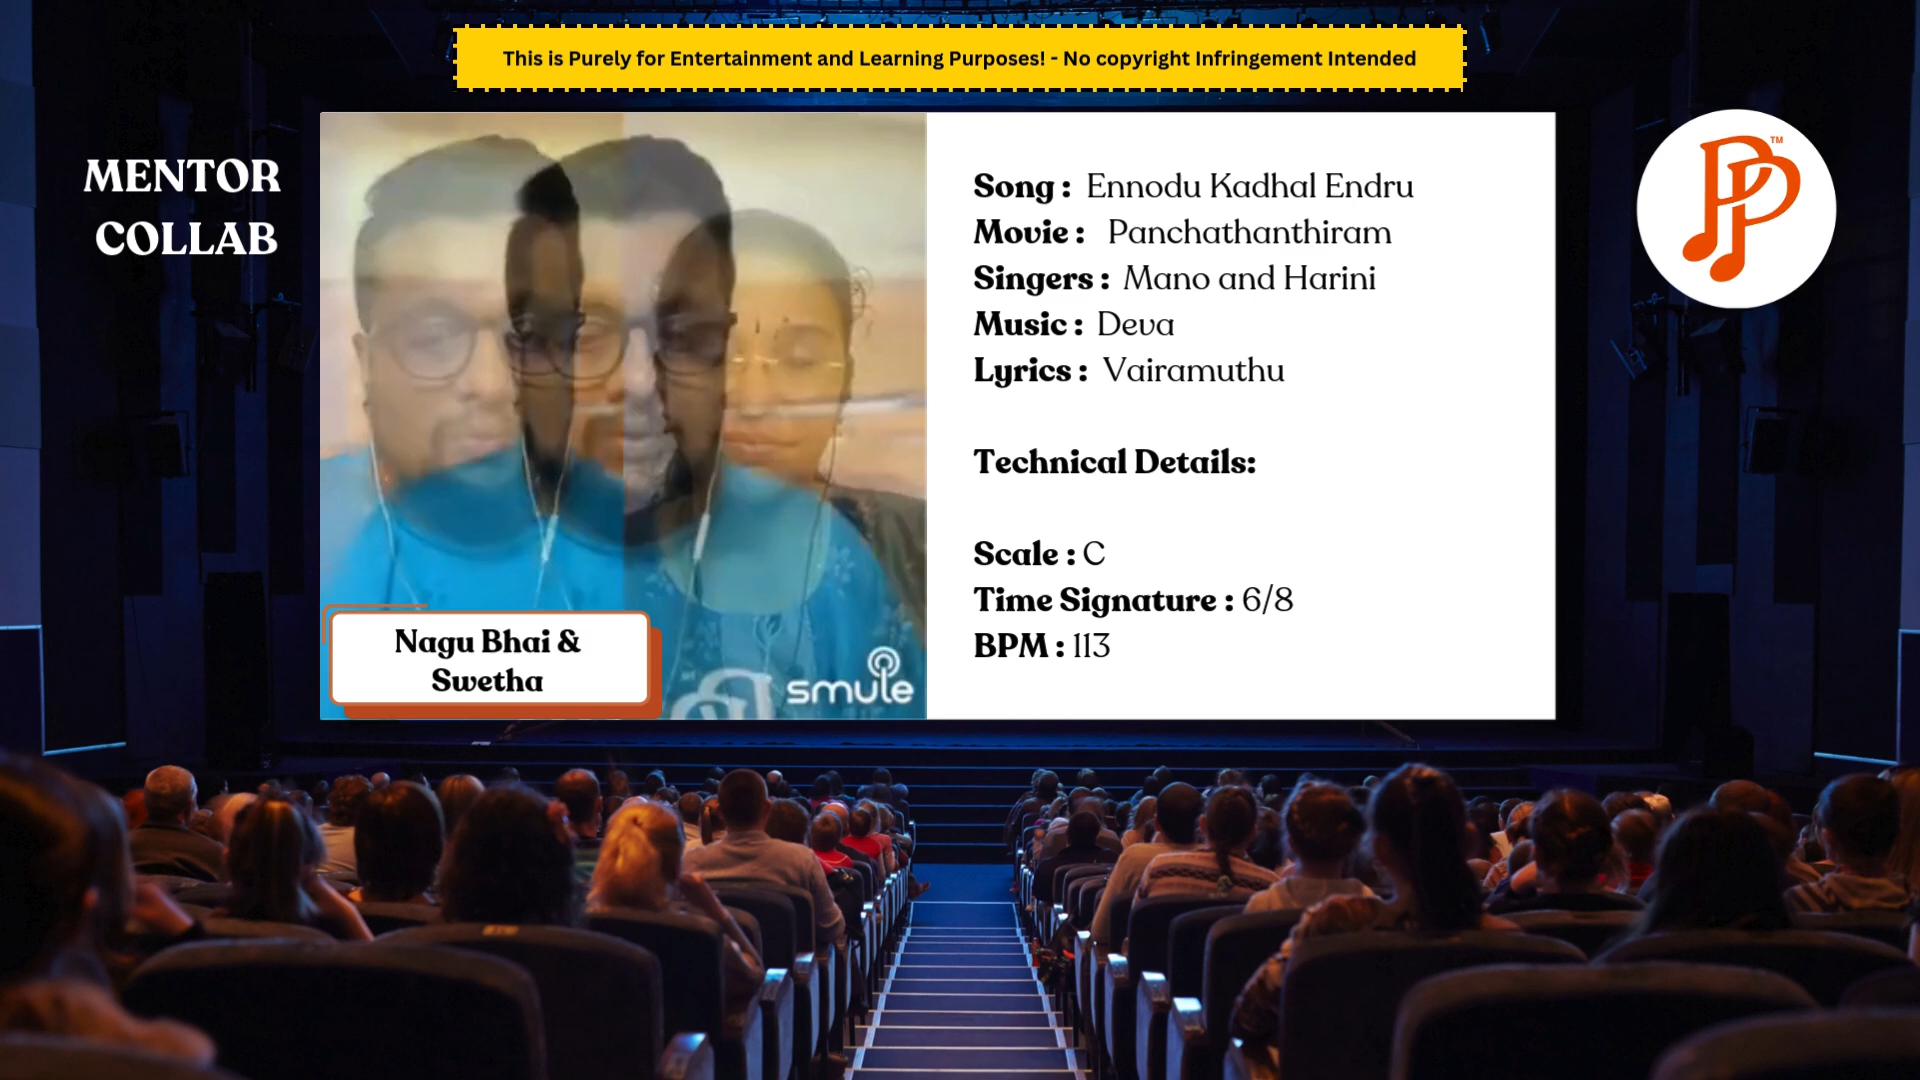 This is Purely for Entertainment and Learning Purposes! - No copyright Infringement Intended
MENTOR
COLLAB
Song : Ennodu Kadhal Endru
Movie : Panchathanthiram
Singers : Mano and Harini
Music : Deva
Lyrics : Vairamuthu
Technical Details:
Scale : C
Time Signature : 6/8
BPM : 113
Nagu Bhai &
Swetha
smule
PP
TM